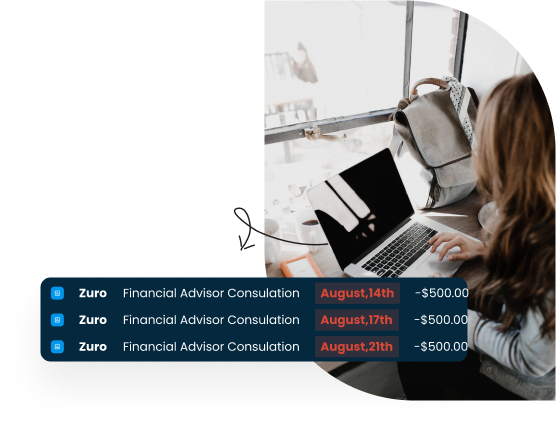 Zuro Financial Advisor Consulation August,14th -$500.00
Zuro Financial Advisor Consulation August,17th -$500.00
Zuro Financial Advisor Consulation August,21th -$500.00